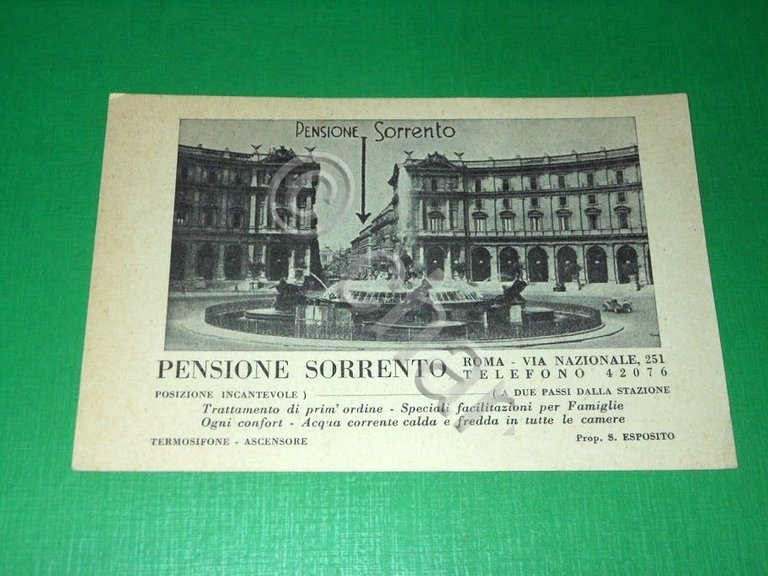 PENSIONE Sorrento
PENSIONE SORRENTO
ROMA - VIA NAZIONALE, 251
TELEFONO 42076
POSIZIONE INCANTEVOLE ) ( A DUE PASSI DALLA STAZIONE
Trattamento di prim' ordine - Speciali facilitazioni per Famiglie
Ogni confort - Acqua corrente calda e fredda in tutte le camere
TERMOSIFONE - ASCENSORE
Prop. S. ESPOSITO